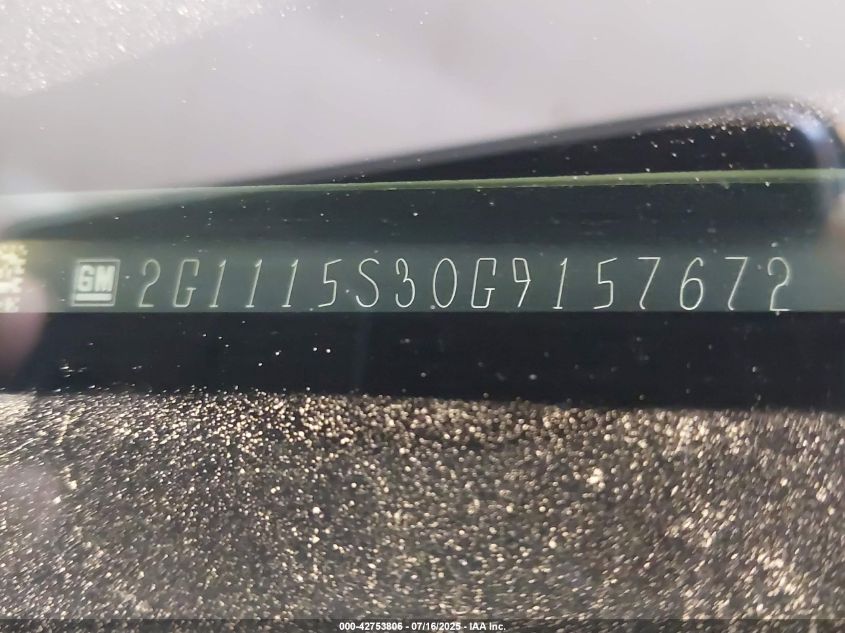 GM 2G1115S30G9157672
000-42753806 - 07/16/2025 - IAA Inc.